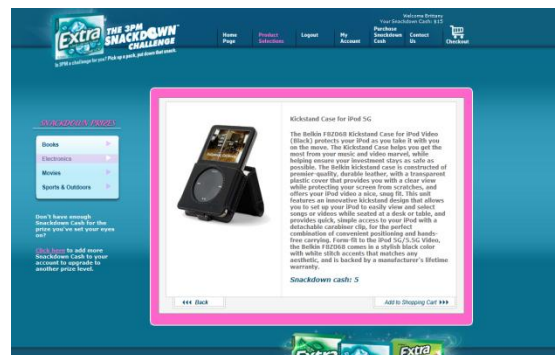 Extra
THE 3PM
SNACKDOWN
CHALLENGE
Is 3PM a challenge for you? Pick up a pack, put down that snack.
Welcome Brittany
Your Snackdown Cash: $15
Home Page
Product Selections
Logout
My Account
Purchase Snackdown Cash
Contact Us
Checkout
SNACKDOWN PRIZES
Books
Electronics
Movies
Sports & Outdoors
Don't have enough
Snackdown Cash for the
prize you've set your eyes
on?
Click here to add more
Snackdown Cash to your
account to upgrade to
another prize level.
Kickstand Case for iPod 5G
The Belkin F8Z068 Kickstand Case for iPod Video
(Black) protects your iPod as you take it with you
on the move. The Kickstand Case helps you get the
most from your music and video marvel, while
helping ensure your investment stays as safe as
possible. The Belkin kickstand case is constructed of
premier-quality, durable leather, with a transparent
plastic cover that provides you with a clear view
while protecting your screen from scratches, and
offers your iPod video a nice, snug fit. This unit
features an innovative kickstand design that allows
you to set up your iPod to easily view and select
songs or videos while seated at a desk or table, and
provides quick, simple access to your iPod with a
detachable carabiner clip, for the perfect
combination of convenient positioning and hands-
free carrying. Form-fit to the iPod 5G/5.5G Video,
the Belkin F8Z068 comes in a stylish black color
with white stitch accents that matches any
aesthetic, and is backed by a manufacturer's lifetime
warranty.
Snackdown cash: 5
Back
Add to Shopping Cart
Extra
Extra